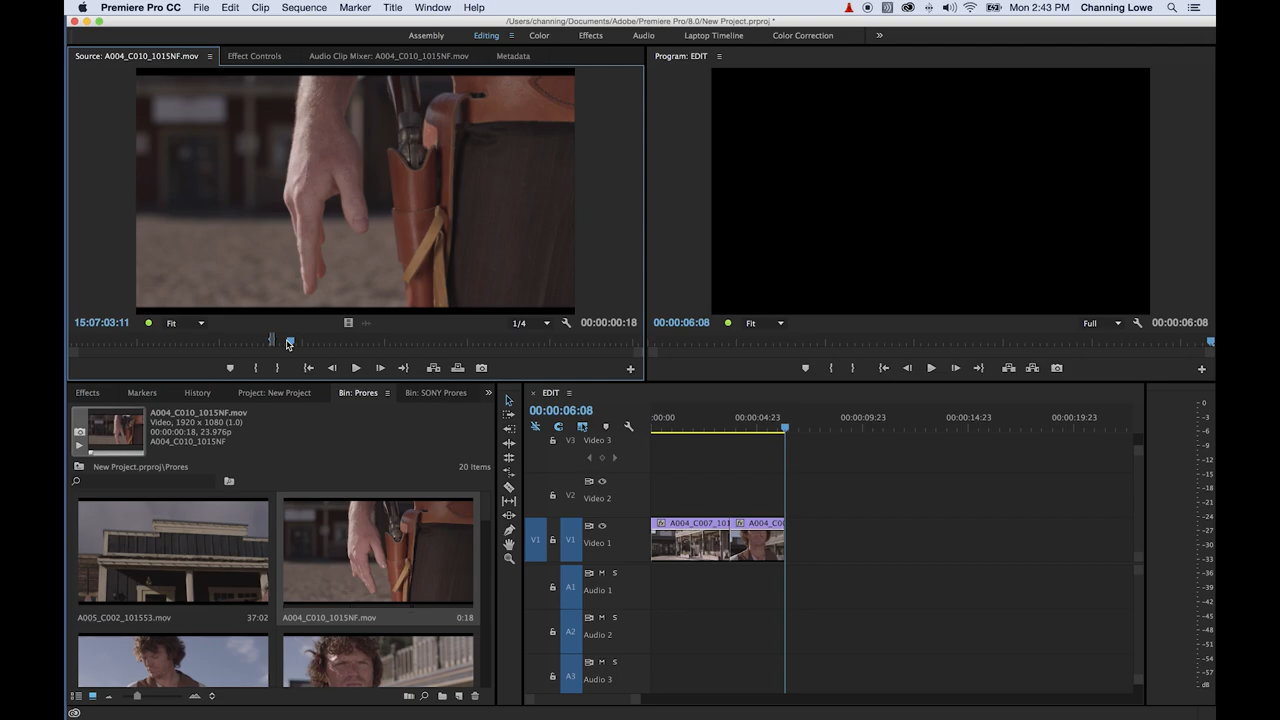 Premiere Pro CC File Edit Clip Sequence Marker Title Window Help Mon 2:43 PM Channing Lowe
/Users/channing/Documents/Adobe/Premiere Pro/8.0/New Project.prproj *
Assembly Editing Color Effects Audio Laptop TImeline Color Correction
Source: A004_C010_1015NF.mov Effect Controls Audio Clip Mixer: A004_C010_1015NF.mov Metadata Program: EDIT
15:07:03:11 Fit 1/4 00:00:00:18 00:00:06:08 Fit Full 00:00:06:08
Effects Markers History Project: New Project Bin: Prores Bin: SONY Prores
A004_C010_1015NF.mov
Video, 1920 x 1080 (1.0)
00:00:00:18, 23.976p
A004_C010_1015NF
New Project.prproj\Prores 20 Items
A005_C002_101553.mov 37:02 A004_C010_1015NF.mov 0:18
× EDIT
00:00:06:08 :00:00 00:00:04:23 00:00:09:23 00:00:14:23 00:00:19:23
V3 Video 3
V2 Video 2
fx A004_C007_101 fx A004_C0
V1 V1 Video 1
M S
A1 Audio 1
M S
A2 Audio 2
M S
A3 Audio 3
0
-3
-6
-9
-12
-15
-18
-21
-24
-27
-30
-33
-36
-39
-42
-45
-48
-51
-54
-57
dB